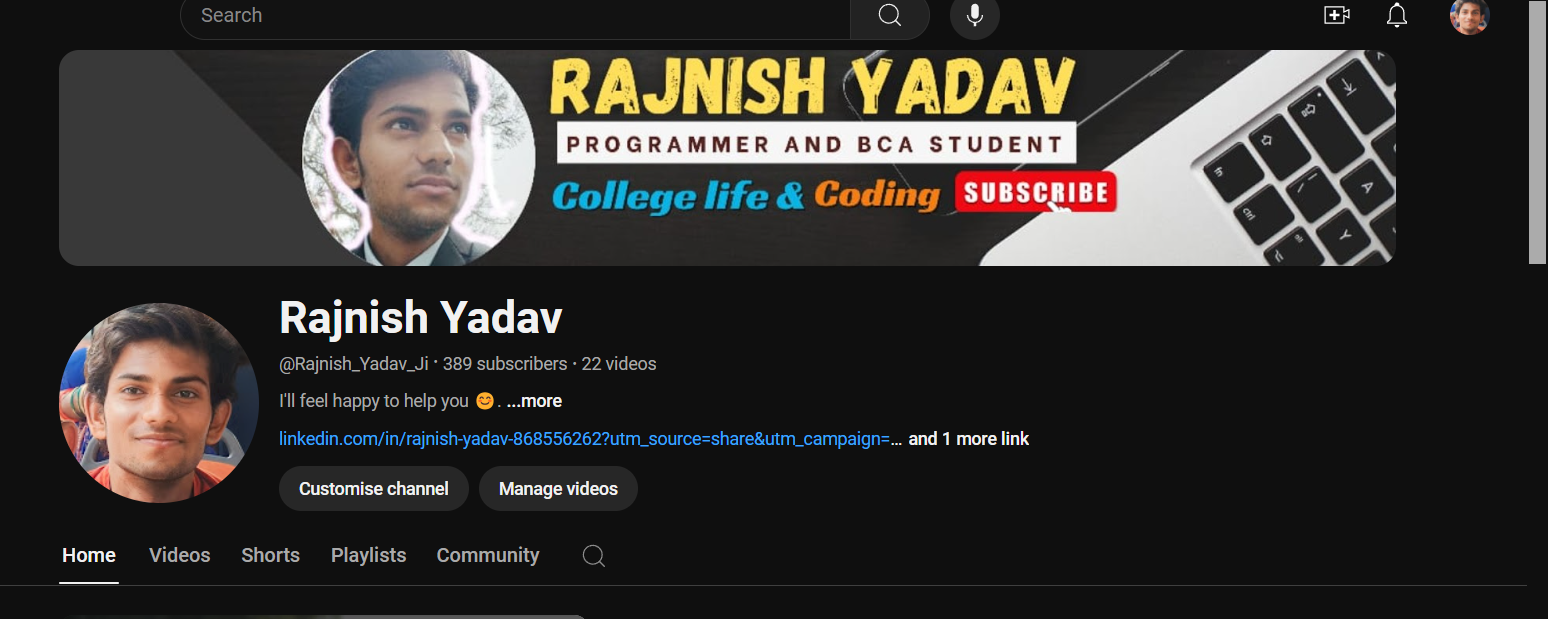 Search
RAJNISH YADAV
PROGRAMMER AND BCA STUDENT
College life & Coding SUBSCRIBE
Rajnish Yadav
@Rajnish_Yadav_Ji · 389 subscribers · 22 videos
I'll feel happy to help you 😊 . ...more
linkedin.com/in/rajnish-yadav-868556262?utm_source=share&utm_campaign=... and 1 more link
Customise channel Manage videos
Home Videos Shorts Playlists Community